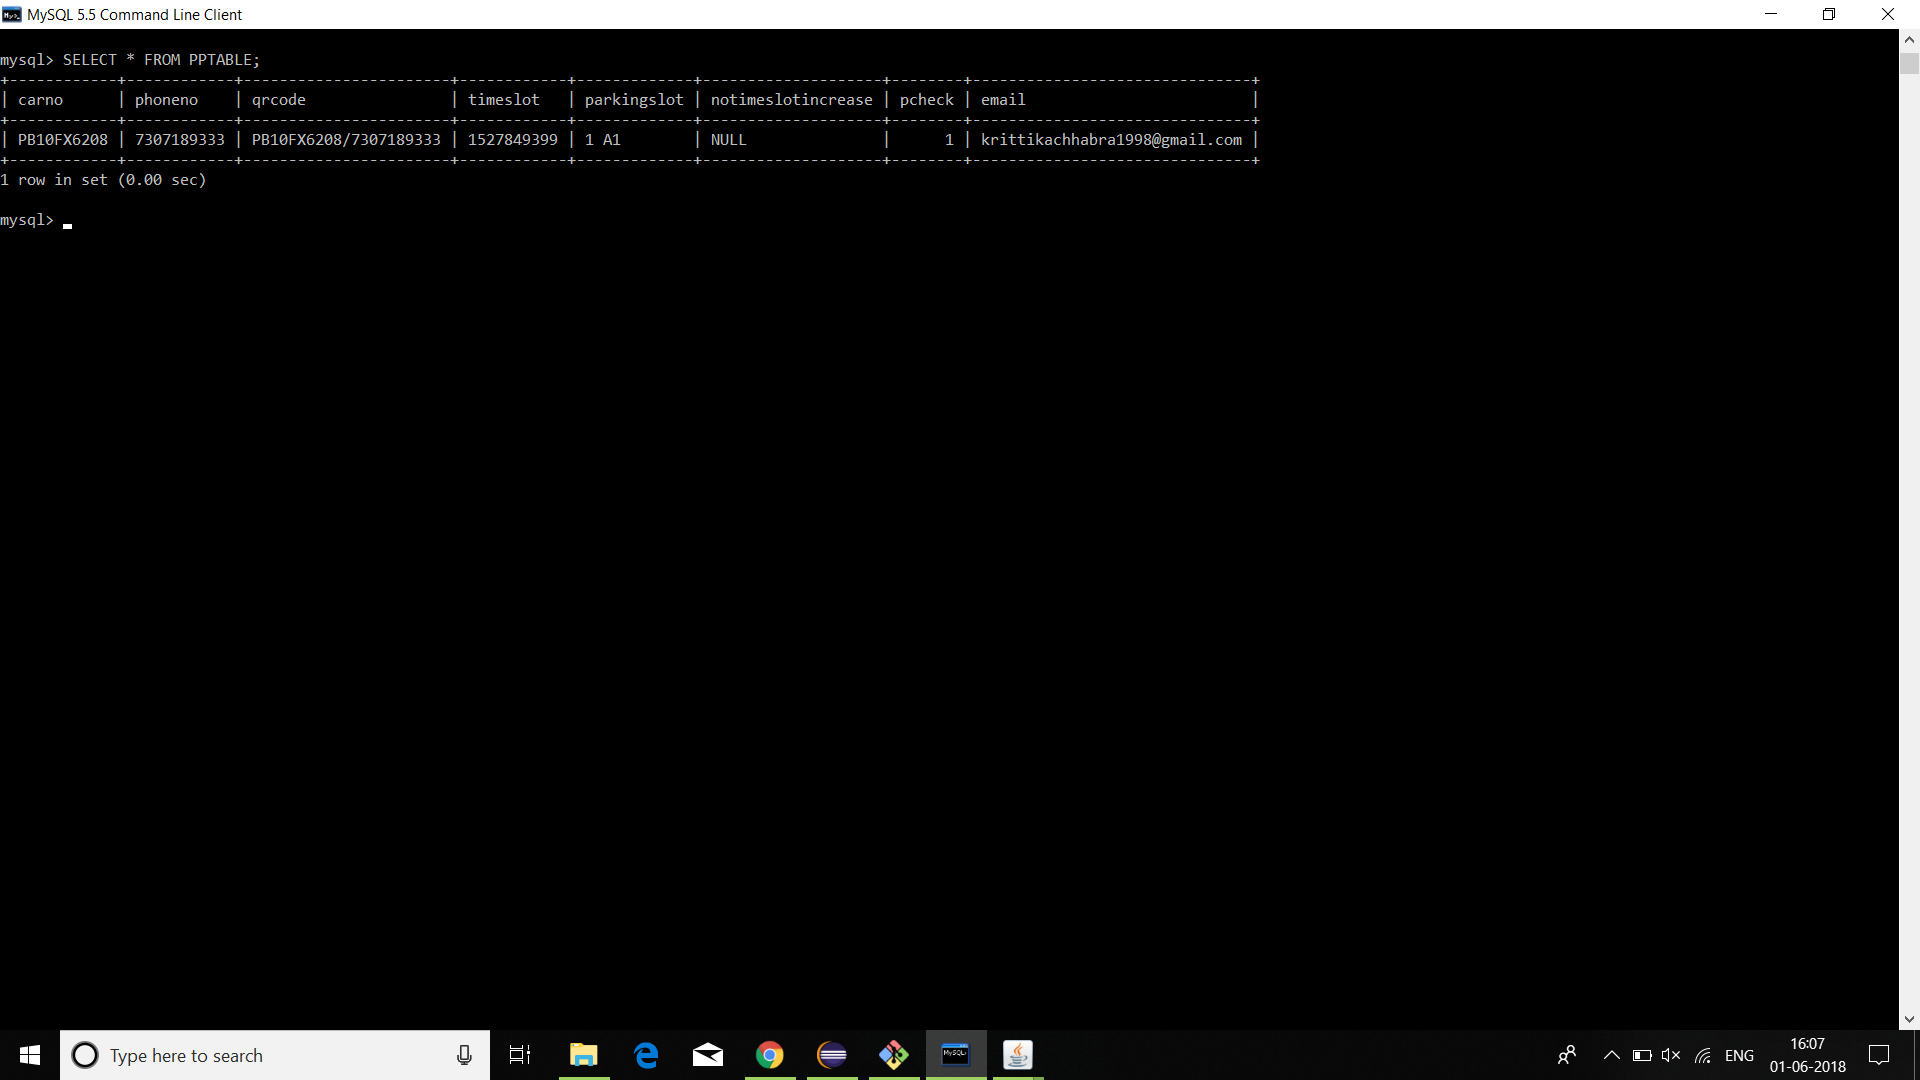 MySQL 5.5 Command Line Client
mysql> SELECT * FROM PPTABLE;
+------------+------------+-----------------------+------------+-------------+--------------------+--------+-------------------------------+
| carno      | phoneno    | qrcode                | timeslot   | parkingslot | notimeslotincrease | pcheck | email                         |
+------------+------------+-----------------------+------------+-------------+--------------------+--------+-------------------------------+
| PB10FX6208 | 7307189333 | PB10FX6208/7307189333 | 1527849399 | 1 A1        | NULL               |      1 | krittikachhabra1998@gmail.com |
+------------+------------+-----------------------+------------+-------------+--------------------+--------+-------------------------------+
1 row in set (0.00 sec)
mysql>
Type here to search
MySQL
ENG
16:07
01-06-2018